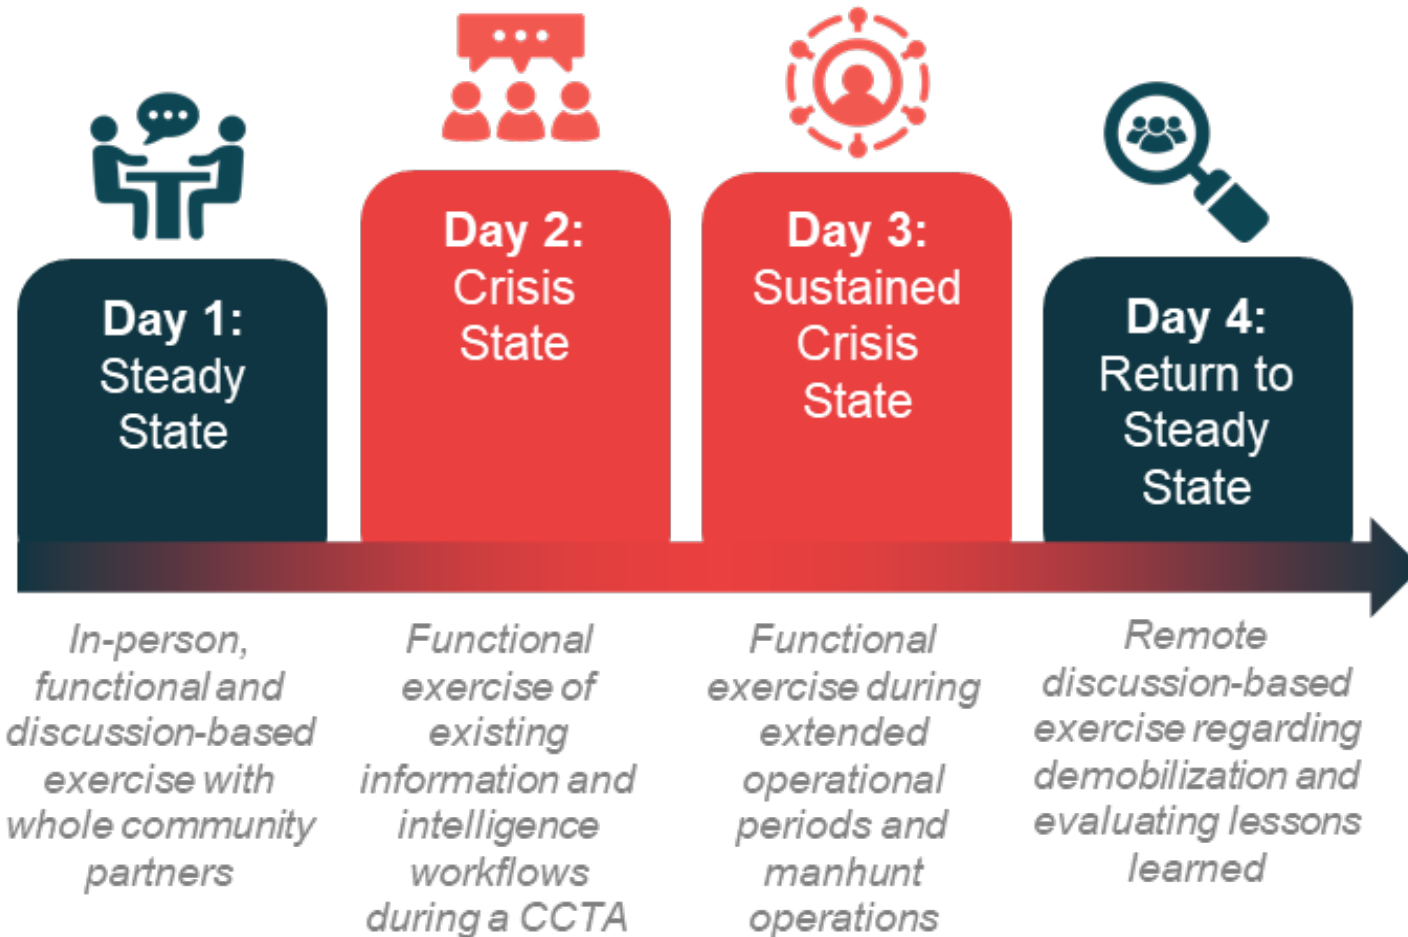 Day 1:
Steady
State
In-person,
functional and
discussion-based
exercise with
whole community
partners
Day 2:
Crisis
State
Functional
exercise of
existing
information and
intelligence
workflows
during a CCTA
Day 3:
Sustained
Crisis
State
Functional
exercise during
extended
operational
periods and
manhunt
operations
Day 4:
Return to
Steady
State
Remote
discussion-based
exercise regarding
demobilization and
evaluating lessons
learned